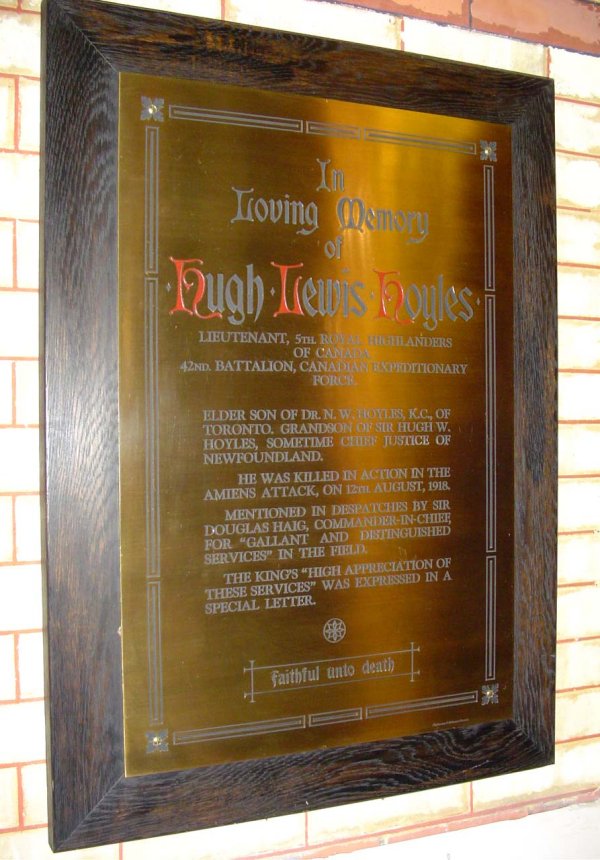 In
Loving Memory
of
·Hugh·Lewis·Hoyles·
LIEUTENANT, 5TH. ROYAL HIGHLANDERS
OF CANADA
42ND. BATTALION, CANADIAN EXPEDITIONARY
FORCE.
ELDER SON OF DR. N. W. HOYLES, K.C., OF
TORONTO. GRANDSON OF SIR HUGH W.
HOYLES, SOMETIME CHIEF JUSTICE OF
NEWFOUNDLAND.
HE WAS KILLED IN ACTION IN THE
AMIENS ATTACK, ON 12TH. AUGUST, 1918.
MENTIONED IN DESPATCHES BY SIR
DOUGLAS HAIG, COMMANDER-IN-CHIEF,
FOR "GALLANT AND DISTINGUISHED
SERVICES" IN THE FIELD.
THE KING'S "HIGH APPRECIATION OF
THESE SERVICES" WAS EXPRESSED IN A
SPECIAL LETTER.
faithful unto death